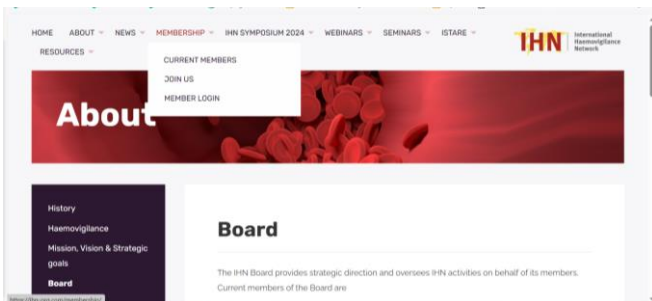 HOME ABOUT NEWS MEMBERSHIP IHN SYMPOSIUM 2024 WEBINARS SEMINARS ISTARE
RESOURCES
IHN International
Haemovigilance
Network
CURRENT MEMBERS
JOIN US
MEMBER LOGIN
About
History
Haemovigilance
Mission, Vision & Strategic
goals
Board
Board
The IHN Board provides strategic direction and oversees IHN activities on behalf of its members.
Current members of the Board are